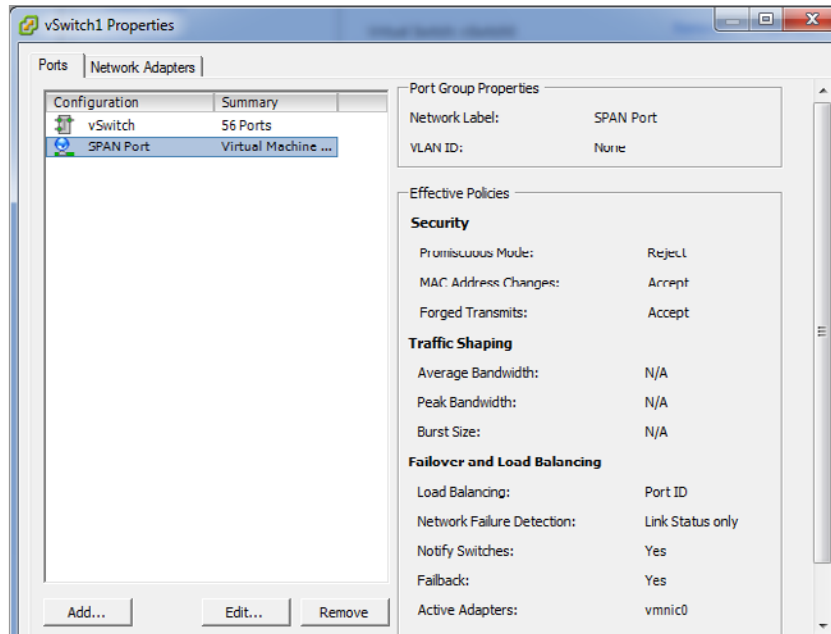 vSwitch1 Properties
Ports Network Adapters
Configuration Summary
vSwitch 56 Ports
SPAN Port Virtual Machine ...
Add... Edit... Remove
Port Group Properties
Network Label: SPAN Port
VLAN ID: None
Effective Policies
Security
Promiscuous Mode: Reject
MAC Address Changes: Accept
Forged Transmits: Accept
Traffic Shaping
Average Bandwidth: N/A
Peak Bandwidth: N/A
Burst Size: N/A
Failover and Load Balancing
Load Balancing: Port ID
Network Failure Detection: Link Status only
Notify Switches: Yes
Failback: Yes
Active Adapters: vmnic0